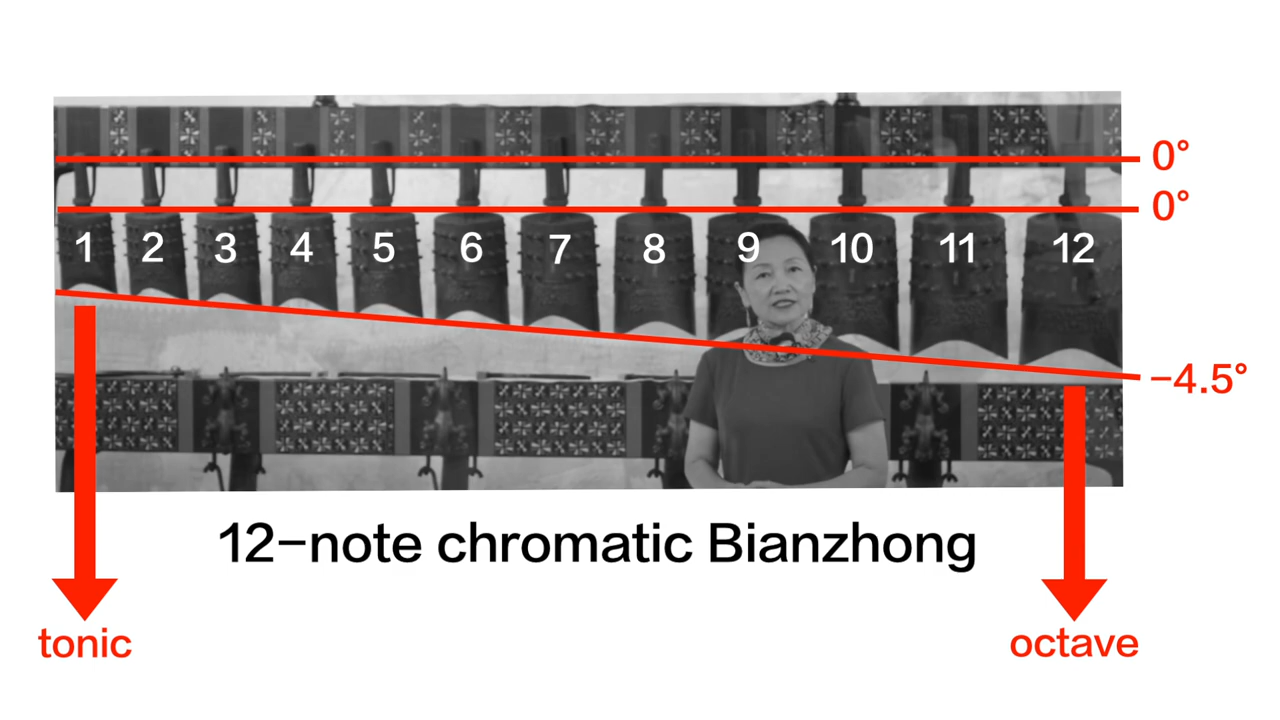 0°
0°
1 2 3 4 5 6 7 8 9 10 11 12
−4.5°
12−note chromatic Bianzhong
tonic
octave